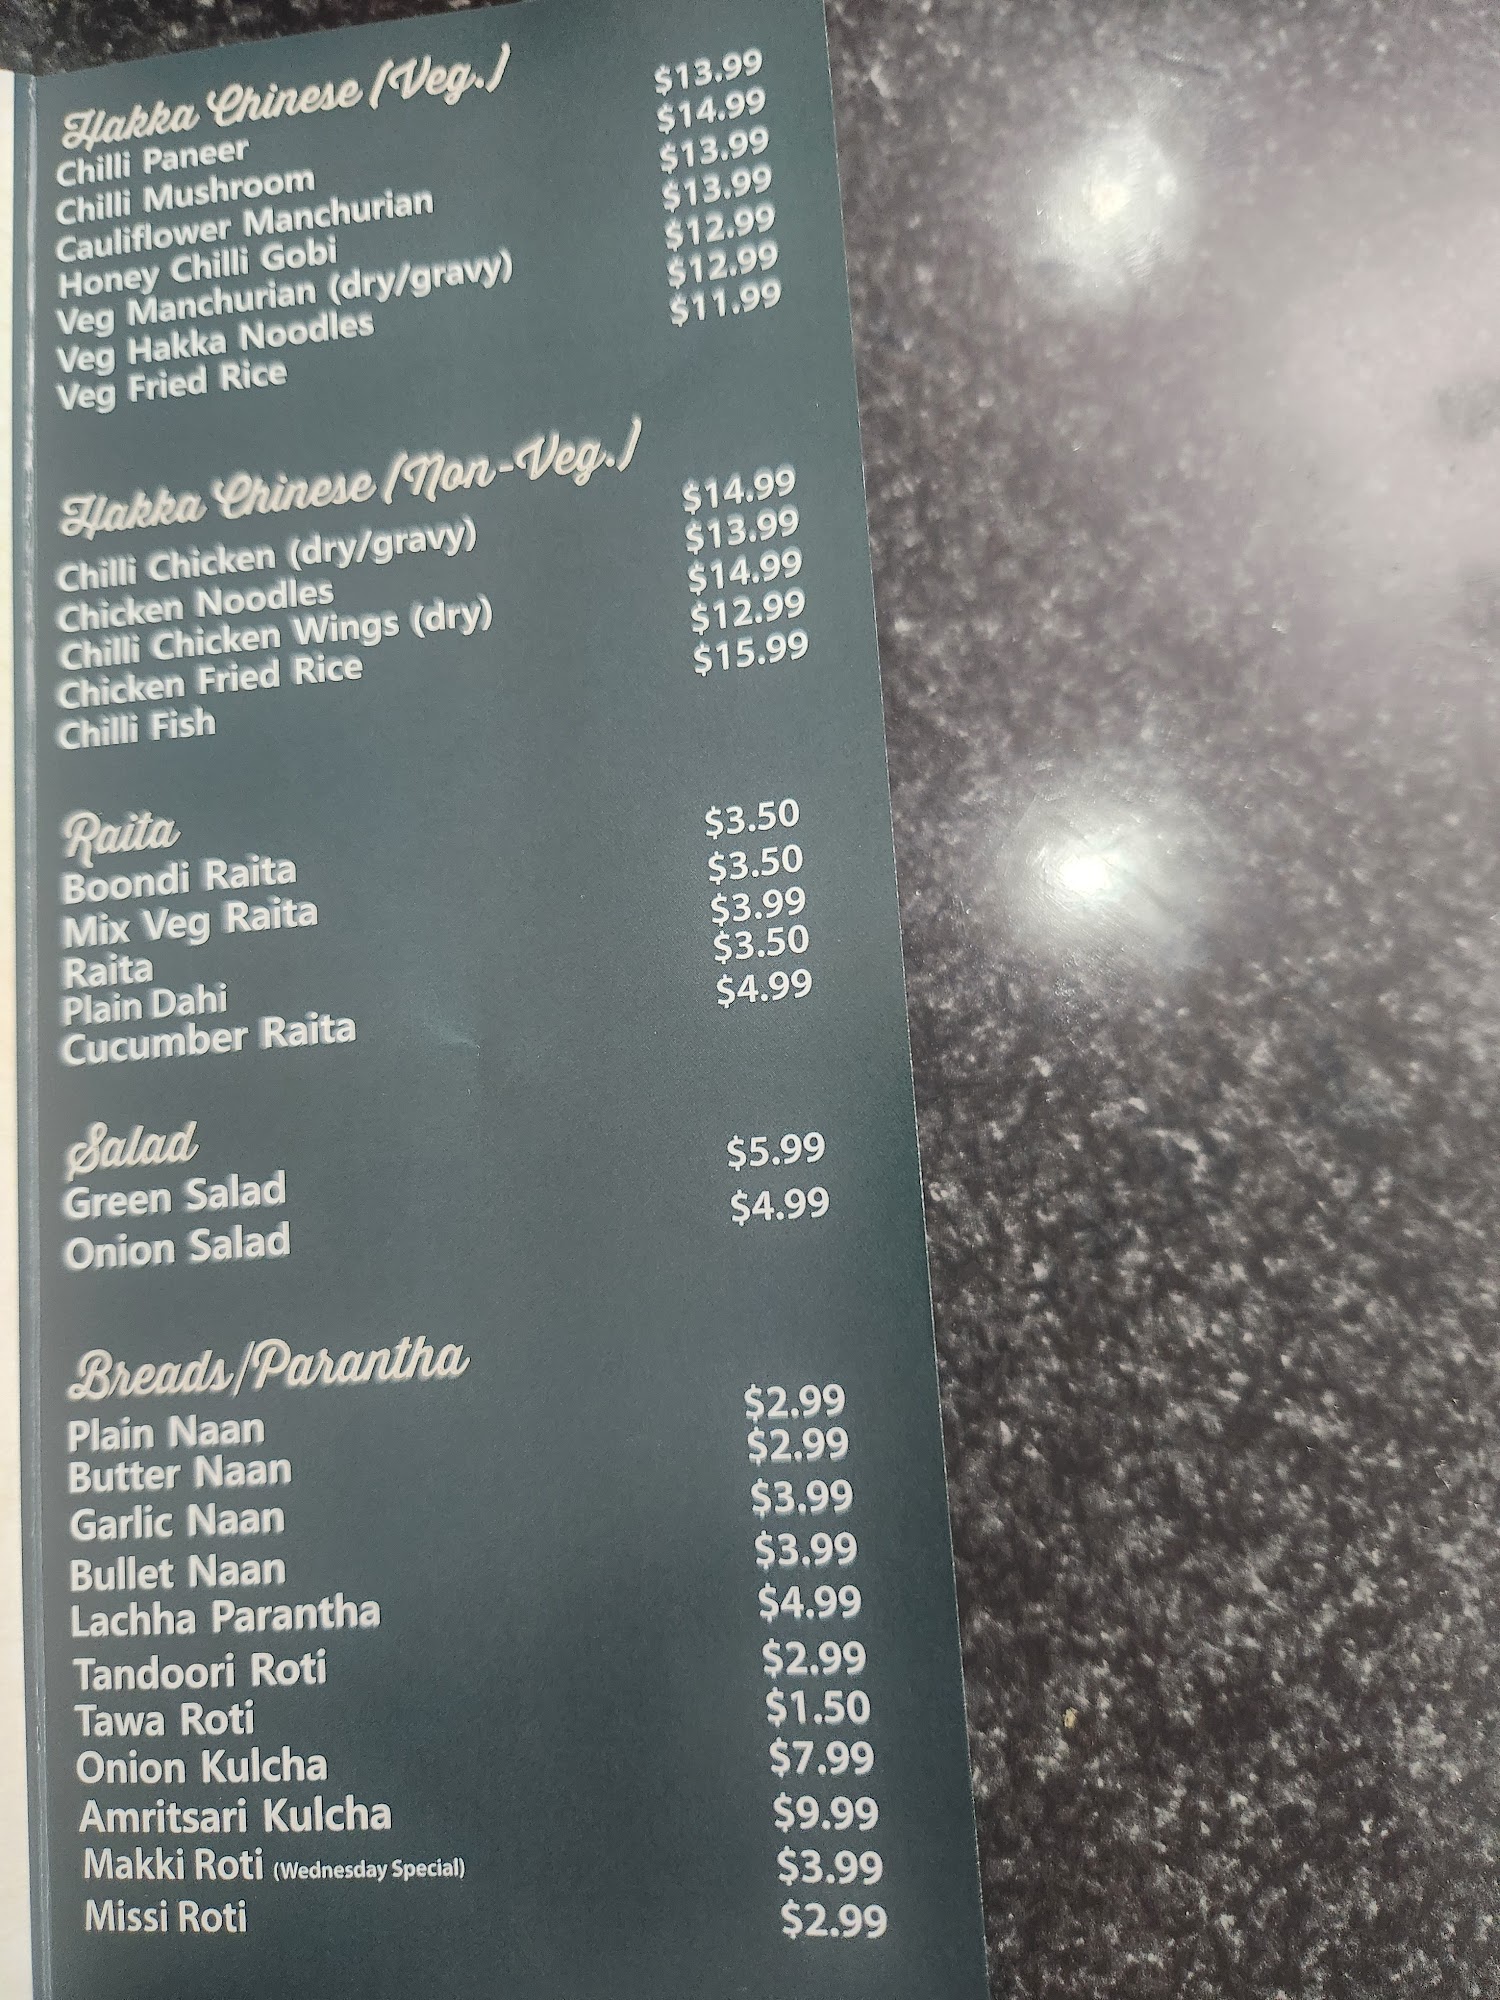 Hakka Chinese (Veg.)
Chilli Paneer $13.99
Chilli Mushroom $14.99
Cauliflower Manchurian $13.99
Honey Chilli Gobi $13.99
Veg Manchurian (dry/gravy) $12.99
Veg Hakka Noodles $12.99
Veg Fried Rice $11.99
Hakka Chinese (Non-Veg.)
Chilli Chicken (dry/gravy) $14.99
Chicken Noodles $13.99
Chilli Chicken Wings (dry) $14.99
Chicken Fried Rice $12.99
Chilli Fish $15.99
Raita
Boondi Raita $3.50
Mix Veg Raita $3.50
Raita $3.99
Plain Dahi $3.50
Cucumber Raita $4.99
Salad
Green Salad $5.99
Onion Salad $4.99
Breads/Parantha
Plain Naan $2.99
Butter Naan $2.99
Garlic Naan $3.99
Bullet Naan $3.99
Lachha Parantha $4.99
Tandoori Roti $2.99
Tawa Roti $1.50
Onion Kulcha $7.99
Amritsari Kulcha $9.99
Makki Roti (Wednesday Special) $3.99
Missi Roti $2.99